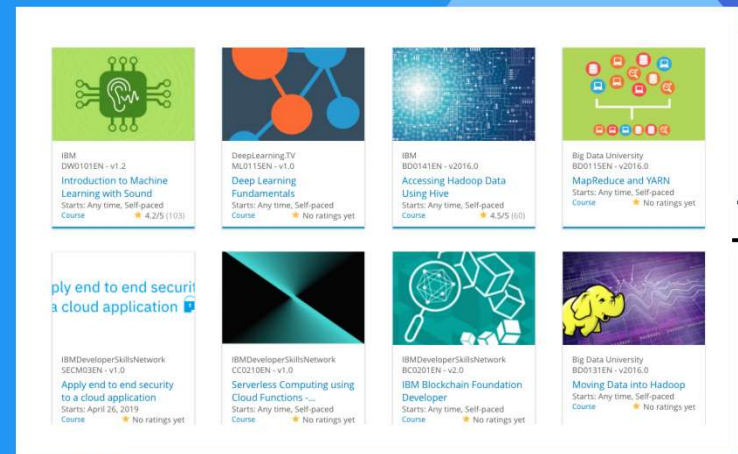 IBM
DW0101EN - v1.2
Introduction to Machine
Learning with Sound
Starts: Any time, Self-paced
Course 4.2/5 (103)
DeepLearning.TV
ML0115EN - v1.0
Deep Learning
Fundamentals
Starts: Any time, Self-paced
Course No ratings yet
IBM
BD0141EN - v2016.0
Accessing Hadoop Data
Using Hive
Starts: Any time, Self-paced
Course 4.5/5 (60)
Big Data University
BD0115EN - v2016.0
MapReduce and YARN
Starts: Any time, Self-paced
Course No ratings yet
ply end to end securit
a cloud application
IBMDeveloperSkillsNetwork
SECM03EN - v1.0
Apply end to end security
to a cloud application
Starts: April 26, 2019
Course No ratings yet
IBMDeveloperSkillsNetwork
CC0210EN - v1.0
Serverless Computing using
Cloud Functions -...
Starts: Any time, Self-paced
Course No ratings yet
IBMDeveloperSkillsNetwork
BC0201EN - v2.0
IBM Blockchain Foundation
Developer
Starts: Any time, Self-paced
Course No ratings yet
Big Data University
BD0131EN - v2016.0
Moving Data into Hadoop
Starts: Any time, Self-paced
Course No ratings yet